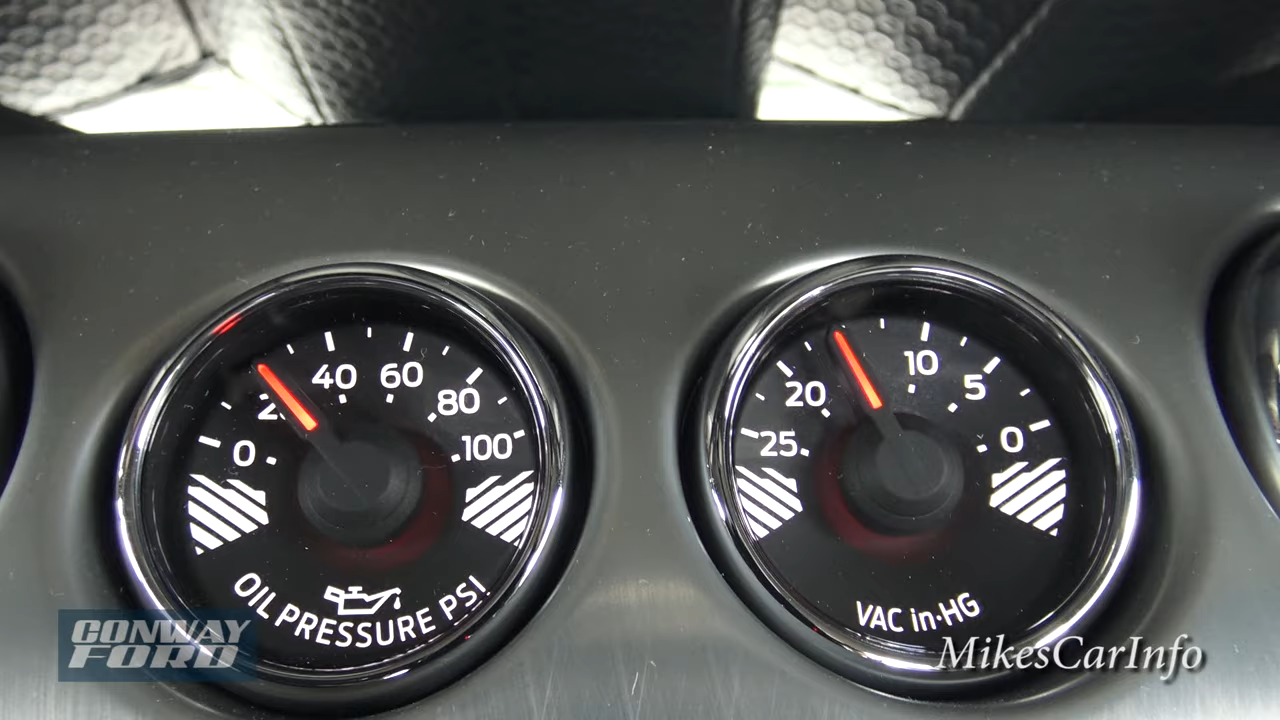 40 60
2 80
0 100
OIL PRESSURE PSI
10
20 5
25 0
VAC in·HG
CONWAY
FORD
MikesCarInfo